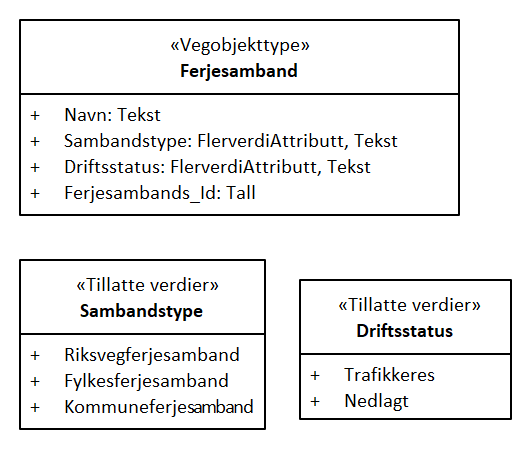 «Vegobjekttype»
Ferjesamband
+ Navn: Tekst
+ Sambandstype: FlerverdiAttributt, Tekst
+ Driftsstatus: FlerverdiAttributt, Tekst
+ Ferjesambands_Id: Tall
«Tillatte verdier»
Sambandstype
+ Riksvegferjesamband
+ Fylkesferjesamband
+ Kommuneferjesamband
«Tillatte verdier»
Driftsstatus
+ Trafikkeres
+ Nedlagt